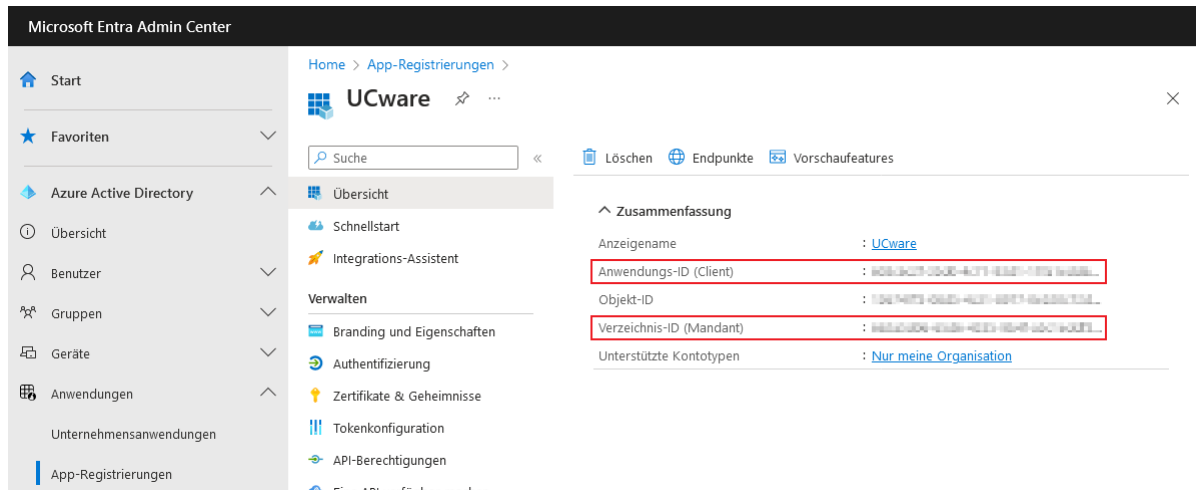 Microsoft Entra Admin Center
Start
Favoriten
Azure Active Directory
Übersicht
Benutzer
Gruppen
Geräte
Anwendungen
Unternehmensanwendungen
App-Registrierungen
Home > App-Registrierungen >
UCware ...
Suche «
Übersicht
Schnellstart
Integrations-Assistent
Verwalten
Branding und Eigenschaften
Authentifizierung
Zertifikate & Geheimnisse
Tokenkonfiguration
API-Berechtigungen
Löschen Endpunkte Vorschaufeatures
Zusammenfassung
Anzeigename : UCware
Anwendungs-ID (Client) :
Objekt-ID :
Verzeichnis-ID (Mandant) :
Unterstützte Kontotypen : Nur meine Organisation